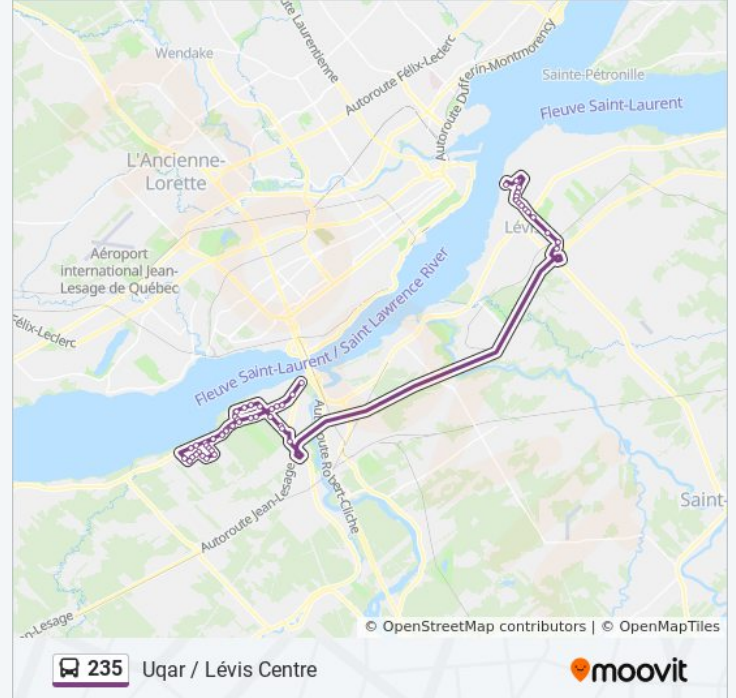 ute Laurentienne
Wendake
Autoroute Félix-Leclerc
Autoroute Dufferin-Montmorency
Sainte-Pétronille
Fleuve Saint-Laurent
L'Ancienne-
Lorette
Lévis
Aéroport
international Jean-
Lesage de Québec
Félix-Leclerc
Fleuve Saint-Laurent / Saint Lawrence River
Autoroute Robert-Cliche
Autoroute Jean-Lesage
Saint-
n-Lesage
© OpenStreetMap contributors | © OpenMapTiles
235 Uqar / Lévis Centre
moovit